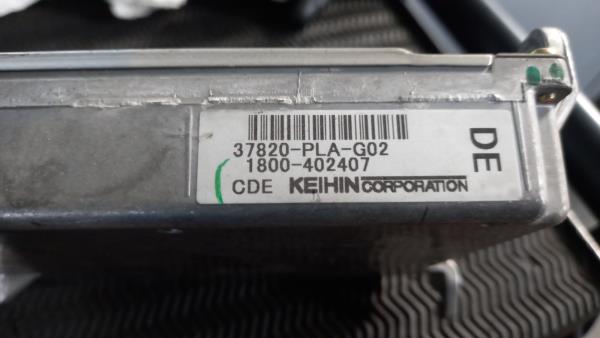 37820-PLA-G02
1800-402407
CDE KEIHIN CORPORATION
DE